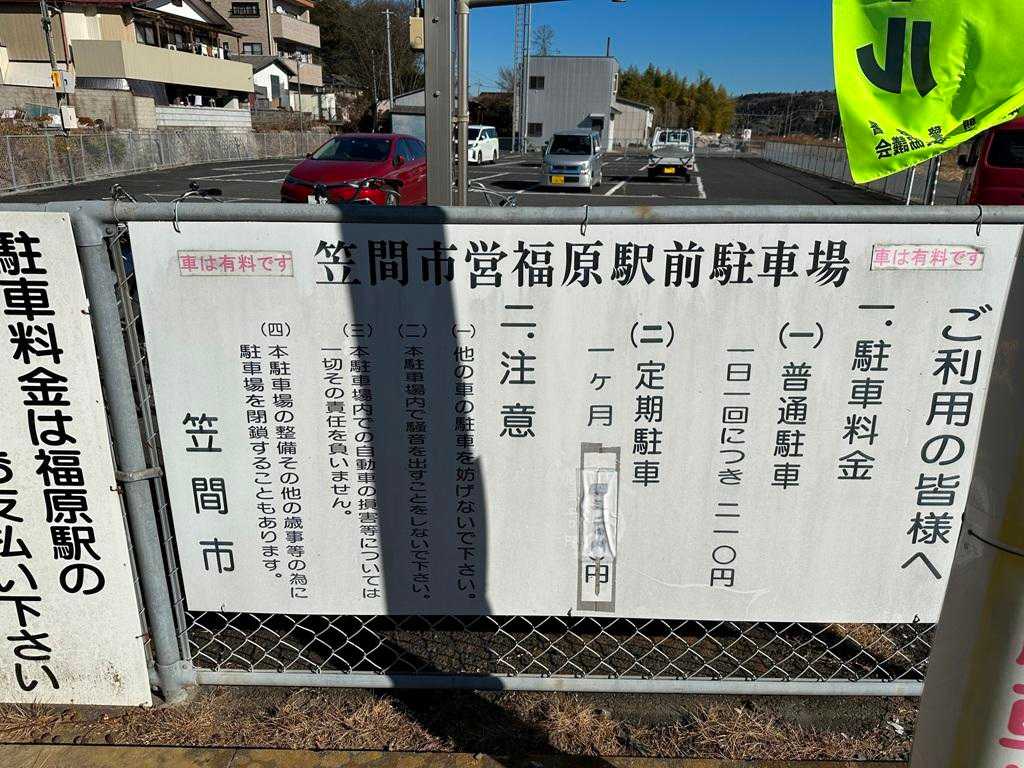 笠間市営福原駅前駐車場
車は有料です
車は有料です
ご利用の皆様へ
一.駐車料金
(一)普通駐車
一日一回につき 二一〇円
(二)定期駐車
一ヶ月
円
二.注意
(一)他の車の駐車を妨げないで下さい。
(二)本駐車場内で騒音を出すことをしないで下さい。
(三)本駐車場内での自動車の損害等については
一切その責任を負いません。
(四)本駐車場の整備その他の歳事等の為に
駐車場を閉鎖することもあります。
笠間市
駐車料金は福原駅の
お支払い下さい